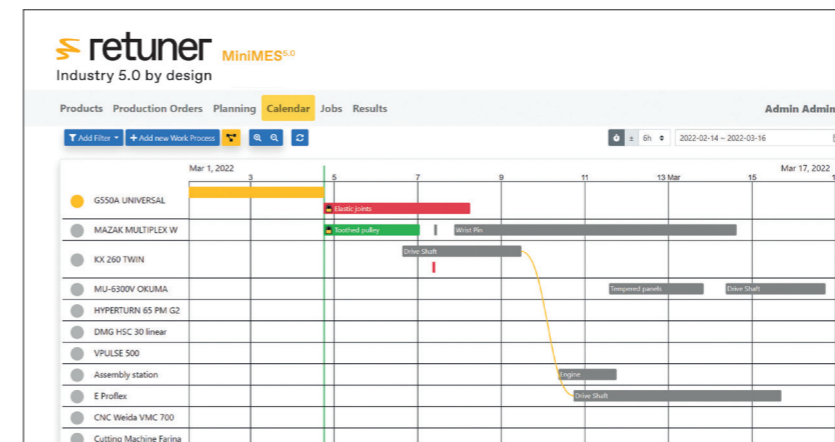 retuner MiniMES5.0
Industry 5.0 by design
Products Production Orders Planning Calendar Jobs Results Admin Admin
Add Filter + Add new Work Process ± 6h 2022-02-14 ~ 2022-03-16
Mar 1, 2022 Mar 17, 2022
3 5 7 9 11 13 Mar 15
G550A UNIVERSAL
Elastic joints
MAZAK MULTIPLEX W Toothed pulley Wrist Pin
KX 260 TWIN Drive Shaft
MU-6300V OKUMA Tempered panels Drive Shaft
HYPERTURN 65 PM G2
DMG HSC 30 linear
VPULSE 500
Assembly station Engine
E Proflex Drive Shaft
CNC Weida VMC 700
Cutting Machine Farina